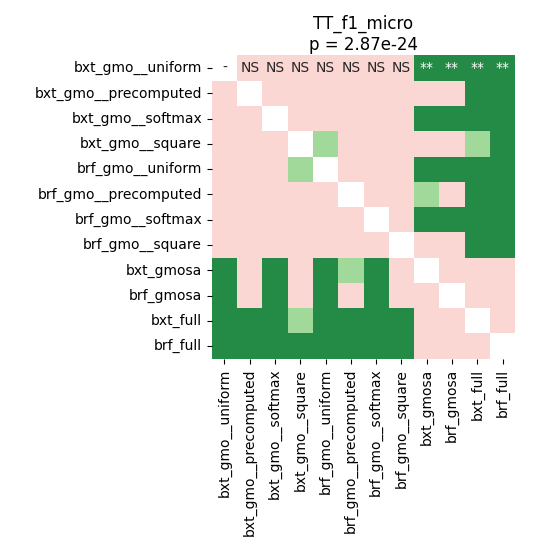 TT_f1_micro
p = 2.87e-24
bxt_gmo__uniform - NS NS NS NS NS NS NS ** ** ** **
bxt_gmo__precomputed
bxt_gmo__softmax
bxt_gmo__square
brf_gmo__uniform
brf_gmo__precomputed
brf_gmo__softmax
brf_gmo__square
bxt_gmosa
brf_gmosa
bxt_full
brf_full
bxt_gmo__uniform
bxt_gmo__precomputed
bxt_gmo__softmax
bxt_gmo__square
brf_gmo__uniform
brf_gmo__precomputed
brf_gmo__softmax
brf_gmo__square
bxt_gmosa
brf_gmosa
bxt_full
brf_full